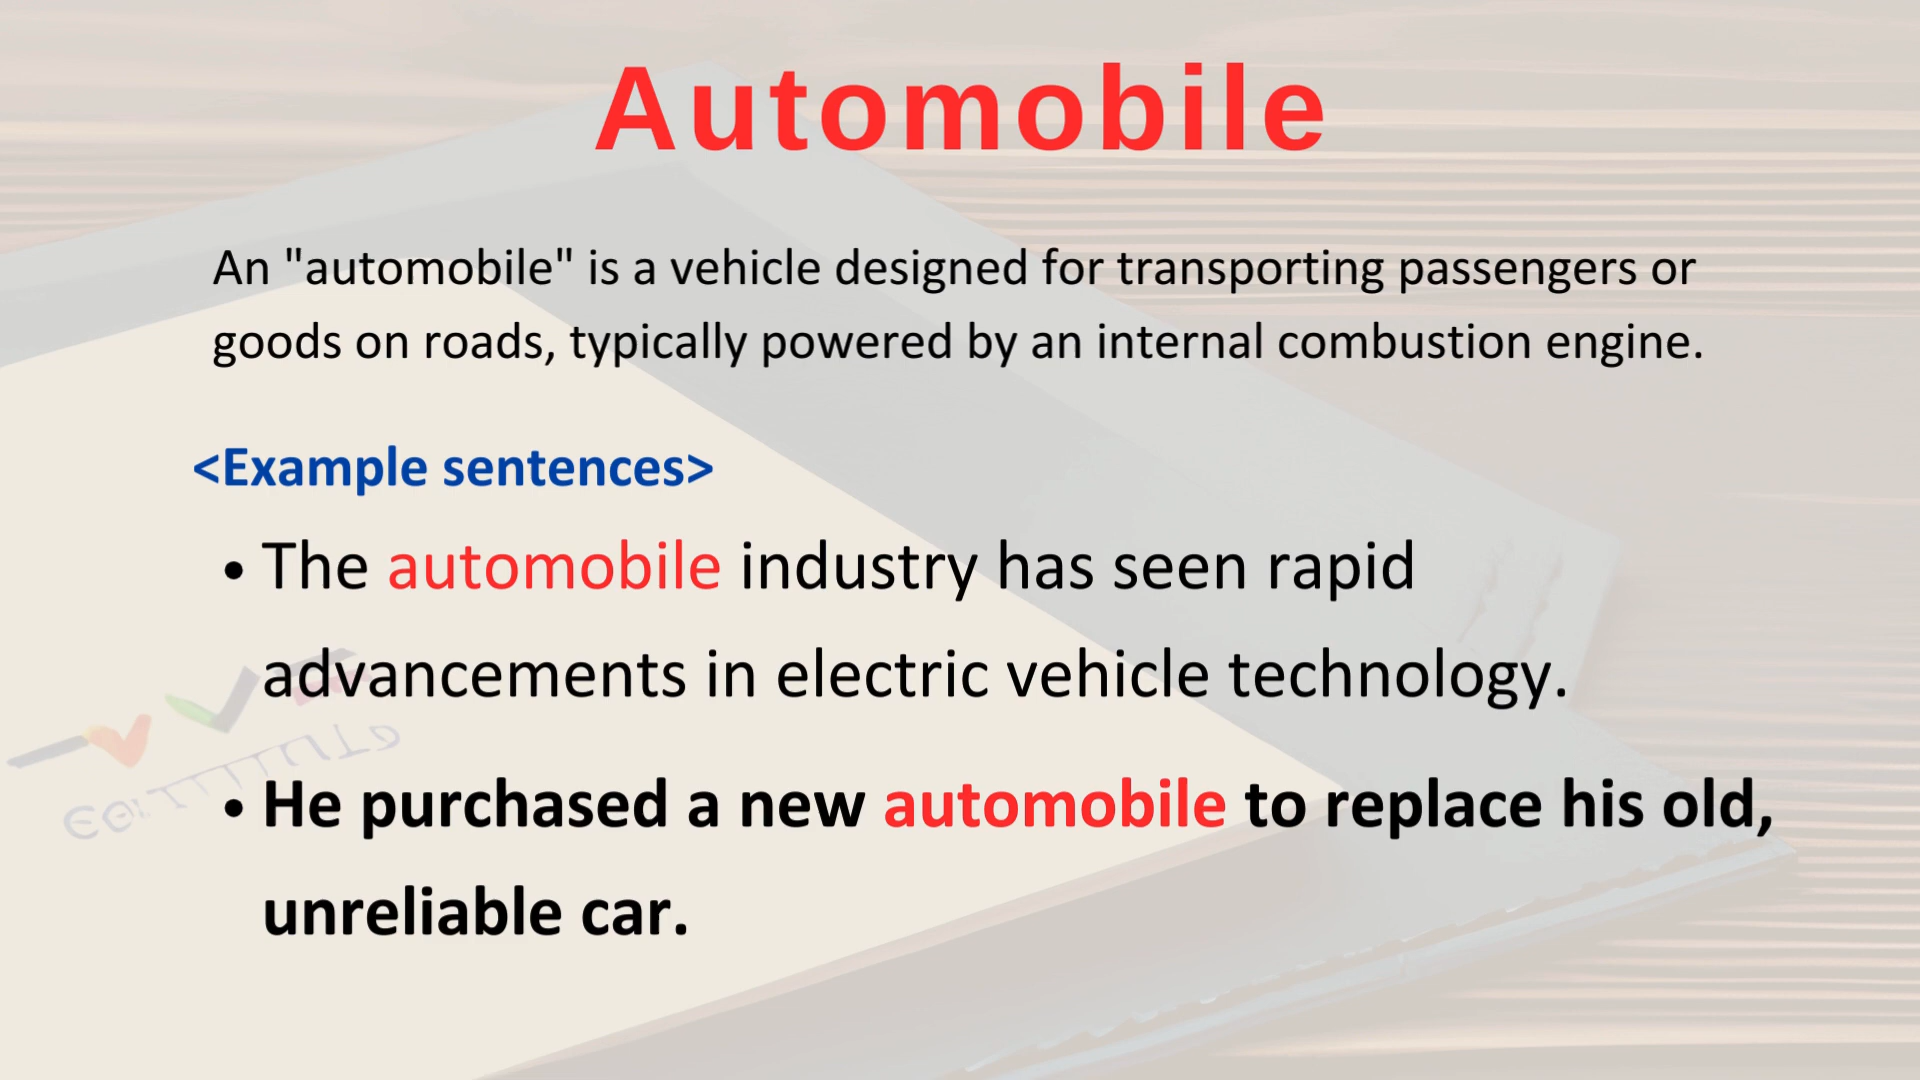 Automobile
An "automobile" is a vehicle designed for transporting passengers or
goods on roads, typically powered by an internal combustion engine.
<Example sentences>
• The automobile industry has seen rapid
advancements in electric vehicle technology.
• He purchased a new automobile to replace his old,
unreliable car.